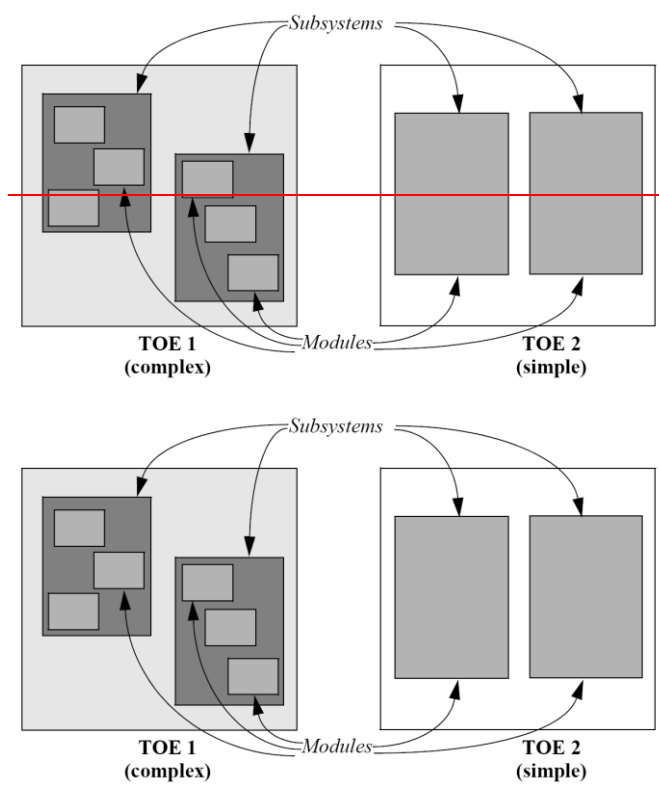 Subsystems
Modules
TOE 1
(complex)
TOE 2
(simple)
Subsystems
Modules
TOE 1
(complex)
TOE 2
(simple)